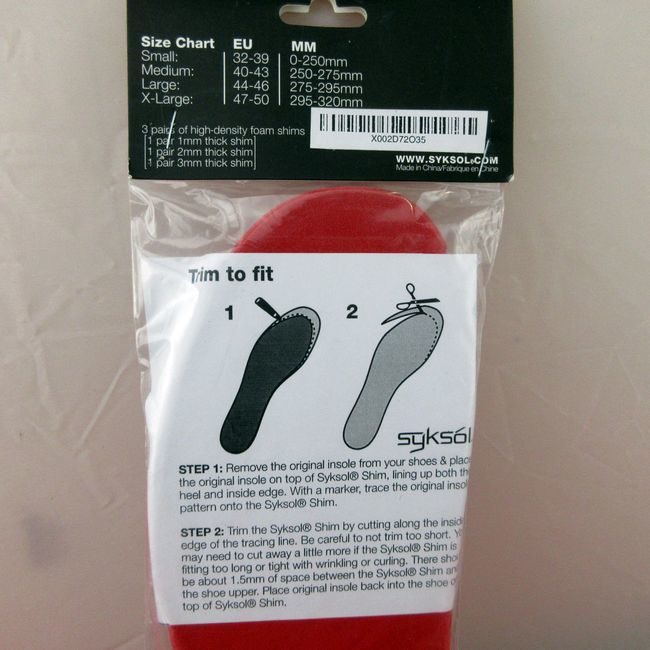 Size Chart EU MM
Small: 32-39 0-250mm
Medium: 40-43 250-275mm
Large: 44-46 275-295mm
X-Large: 47-50 295-320mm
3 pairs of high-density foam shims
1 pair 1mm thick shim
1 pair 2mm thick shim
1 pair 3mm thick shim
X002D72O35
WWW.SYKSOL.COM
Made in China/Fabrique en Chine
Trim to fit
1 2
syksól
STEP 1: Remove the original insole from your shoes & place
the original insole on top of Syksol® Shim, lining up both the
heel and inside edge. With a marker, trace the original insol
pattern onto the Syksol® Shim.
STEP 2: Trim the Syksol® Shim by cutting along the inside
edge of the tracing line. Be careful to not trim too short. Yo
may need to cut away a little more if the Syksol® Shim is
fitting too long or tight with wrinkling or curling. There shou
be about 1.5mm of space between the Syksol® Shim and
the shoe upper. Place original insole back into the shoe o
top of Syksol® Shim.